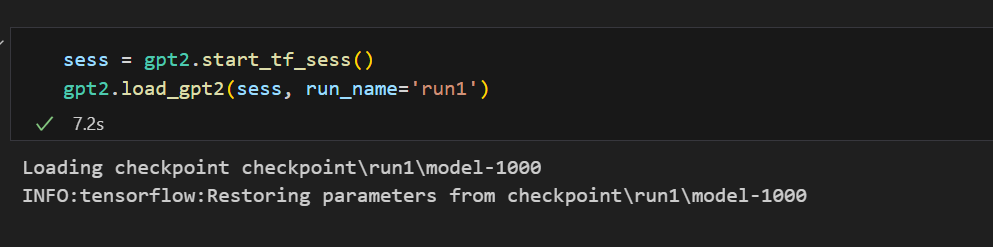 sess = gpt2.start_tf_sess()
gpt2.load_gpt2(sess, run_name='run1')
7.2s
Loading checkpoint checkpoint\run1\model-1000
INFO:tensorflow:Restoring parameters from checkpoint\run1\model-1000